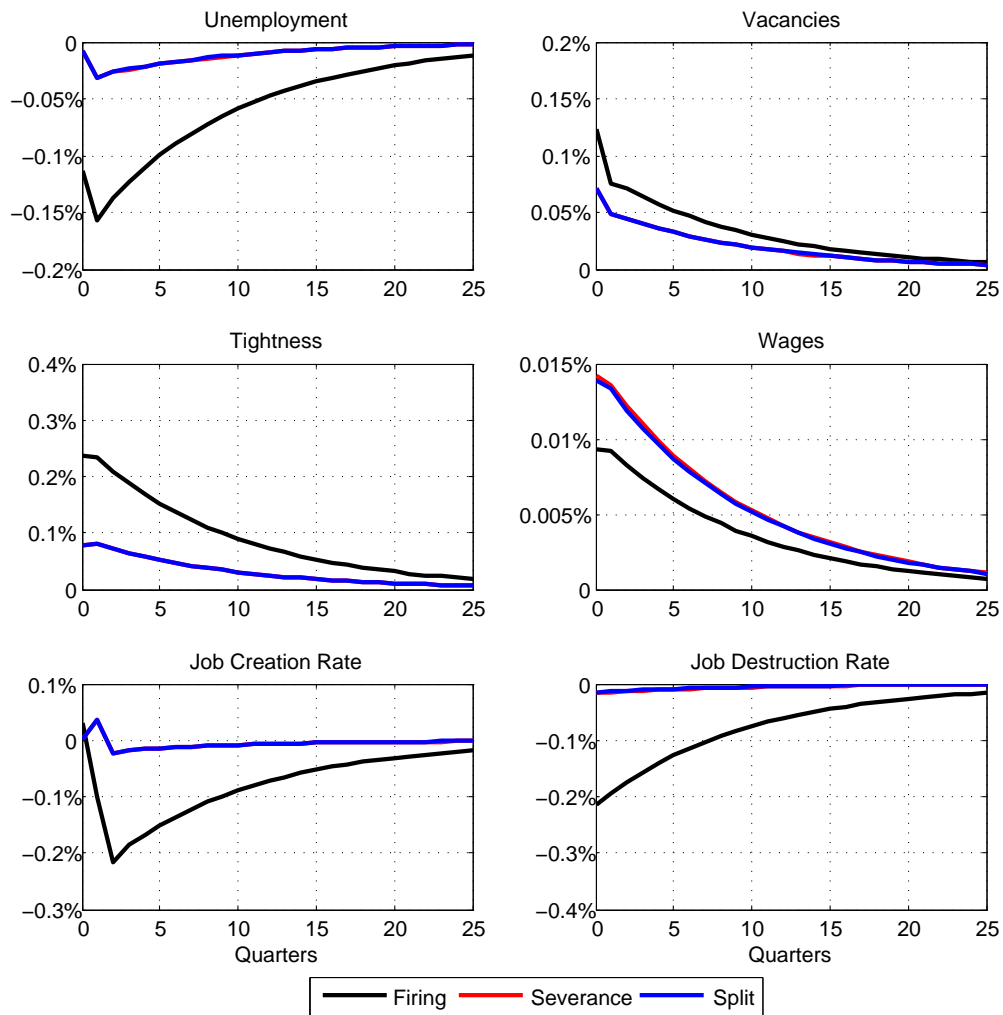 Unemployment
0
−0.05%
−0.1%
−0.15%
−0.2%
0 5 10 15 20 25
Vacancies
0.2%
0.15%
0.1%
0.05%
0
0 5 10 15 20 25
Tightness
0.4%
0.3%
0.2%
0.1%
0
0 5 10 15 20 25
Wages
0.015%
0.01%
0.005%
0
0 5 10 15 20 25
Job Creation Rate
0.1%
0
−0.1%
−0.2%
−0.3%
0 5 10 15 20 25
Quarters
Job Destruction Rate
0
−0.1%
−0.2%
−0.3%
−0.4%
0 5 10 15 20 25
Quarters
Firing Severance Split